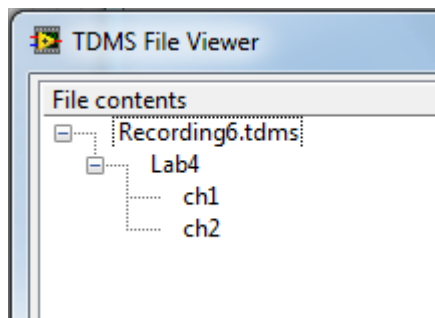 TDMS File Viewer
File contents
Recording6.tdms
Lab4
ch1
ch2